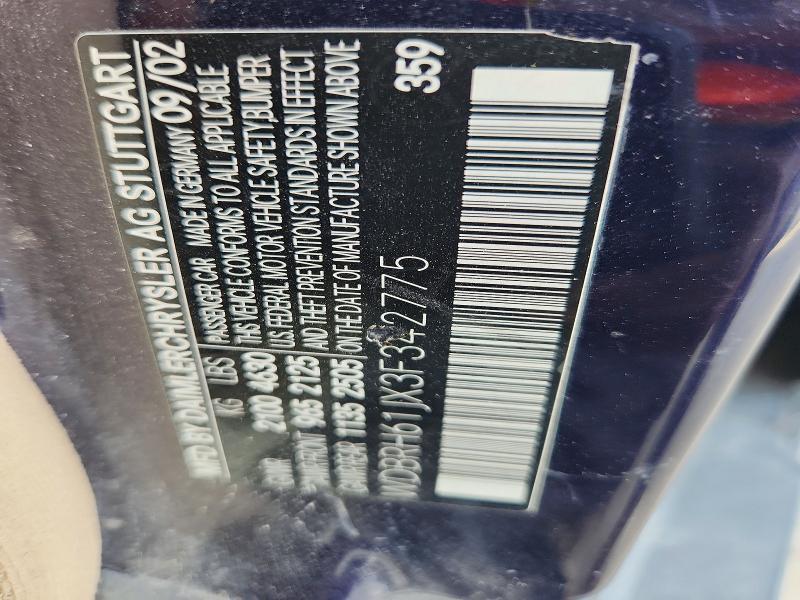 MFD BY DAIMLERCHRYSLER AG STUTTGART
KG LBS PASSENGER CAR MADE IN GERMANY 09/02
GVWR 2100 4630 THIS VEHICLE CONFORMS TO ALL APPLICABLE
965 2125 U.S. FEDERAL MOTOR VEHICLE SAFETY,BUMPER
1135 2505 AND THEFT PREVENTION STANDARDS IN EFFECT
ON THE DATE OF MANUFACTURE SHOWN ABOVE
WDBRH61JX3F342775
359